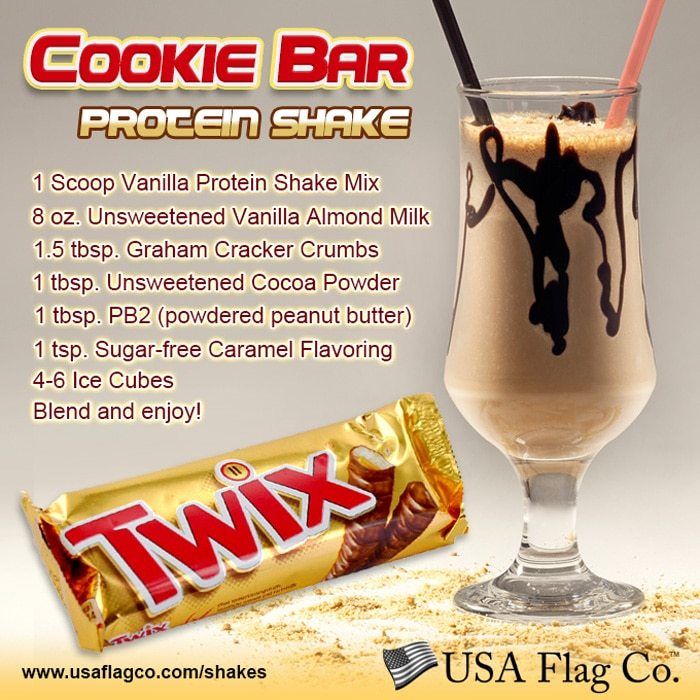 COOKIE BAR
PROTEIN SHAKE
1 Scoop Vanilla Protein Shake Mix
8 oz. Unsweetened Vanilla Almond Milk
1.5 tbsp. Graham Cracker Crumbs
1 tbsp. Unsweetened Cocoa Powder
1 tbsp. PB2 (powdered peanut butter)
1 tsp. Sugar-free Caramel Flavoring
4-6 Ice Cubes
Blend and enjoy!
TWIX
TWIX
www.usaflagco.com/shakes
USA Flag Co.™